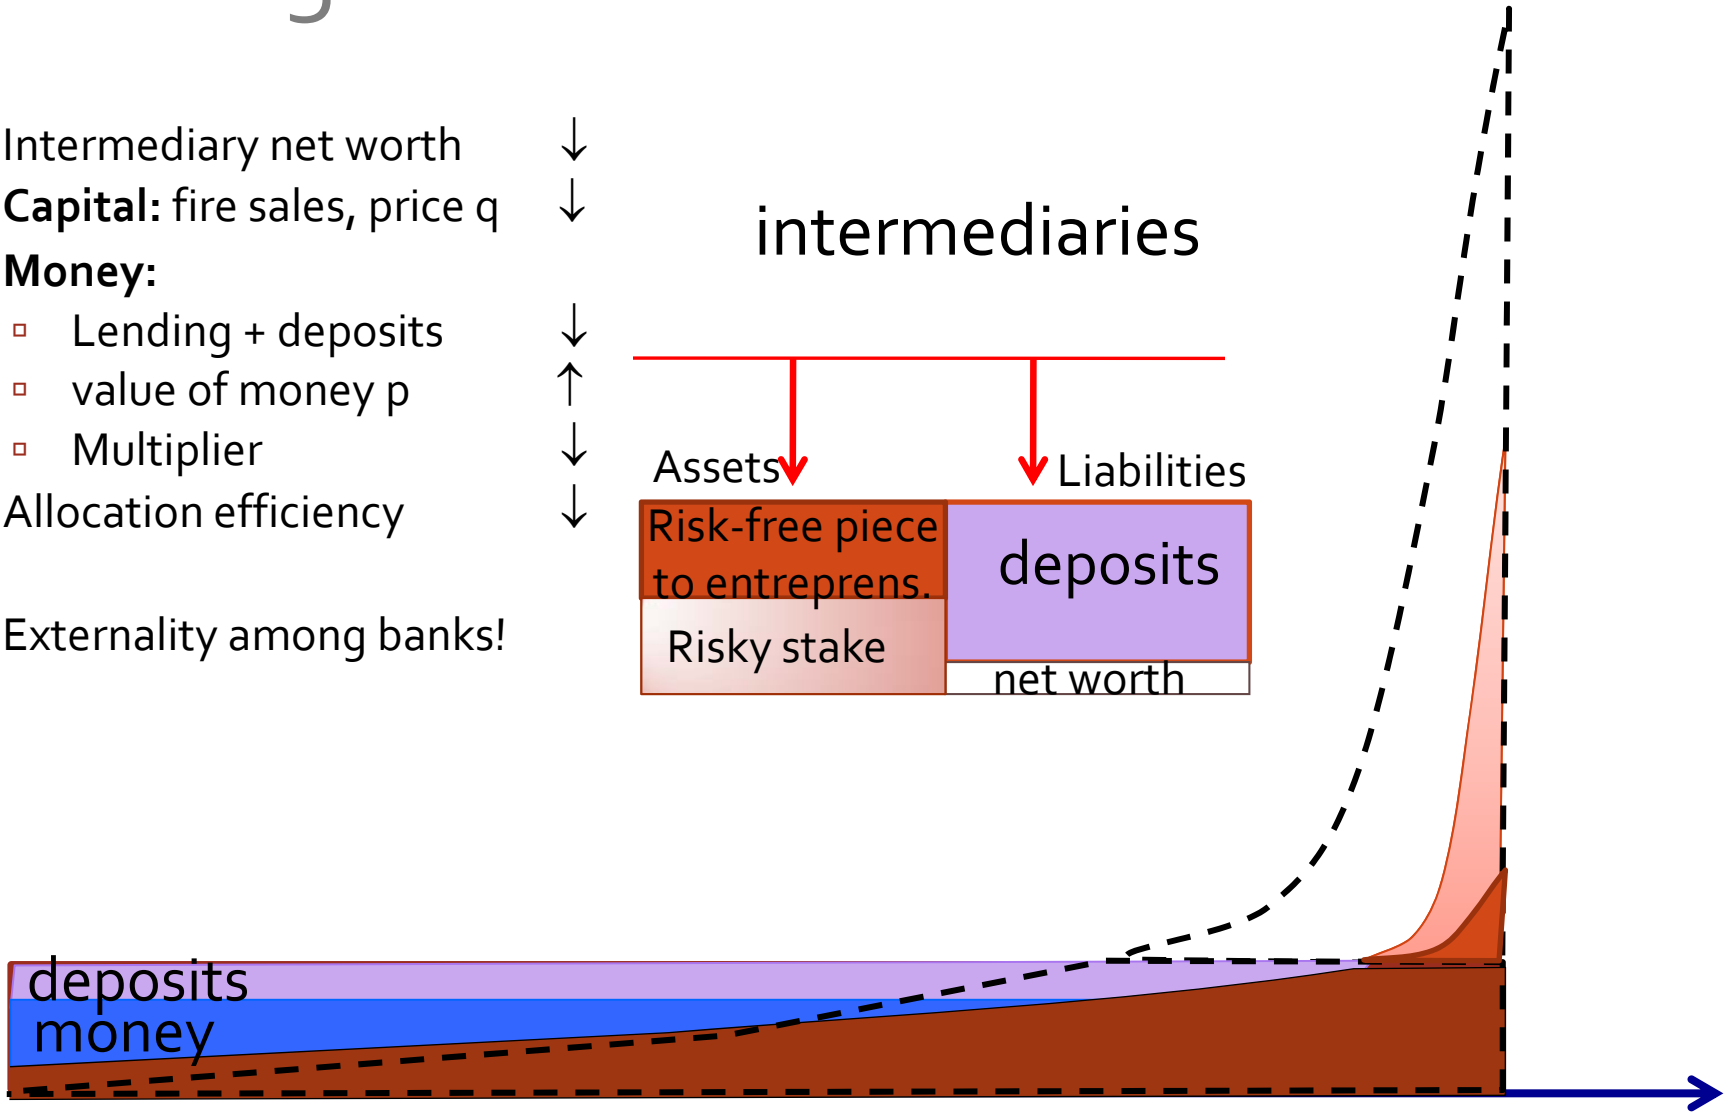 Intermediary net worth ↓
Capital: fire sales, price q ↓
Money:
▫ Lending + deposits ↓
▫ value of money p ↑
▫ Multiplier ↓
Allocation efficiency ↓
Externality among banks!
intermediaries
Assets Liabilities
Risk-free piece
to entreprens.
Risky stake
deposits
net worth
deposits
money